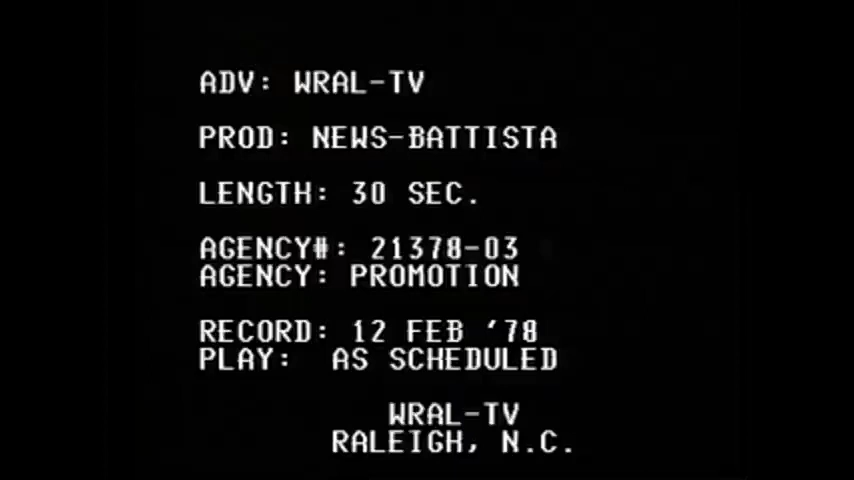 ADV: WRAL-TV
PROD: NEWS-BATTISTA
LENGTH: 30 SEC.
AGENCY#: 21378-03
AGENCY: PROMOTION
RECORD: 12 FEB '78
PLAY: AS SCHEDULED
WRAL-TV
RALEIGH, N.C.